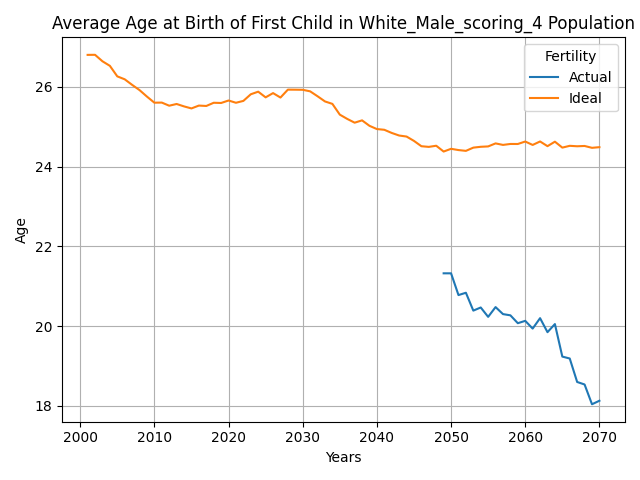 Average Age at Birth of First Child in White_Male_scoring_4 Population
Fertility
Actual
Ideal
Age
26
24
22
20
18
2000 2010 2020 2030 2040 2050 2060 2070
Years